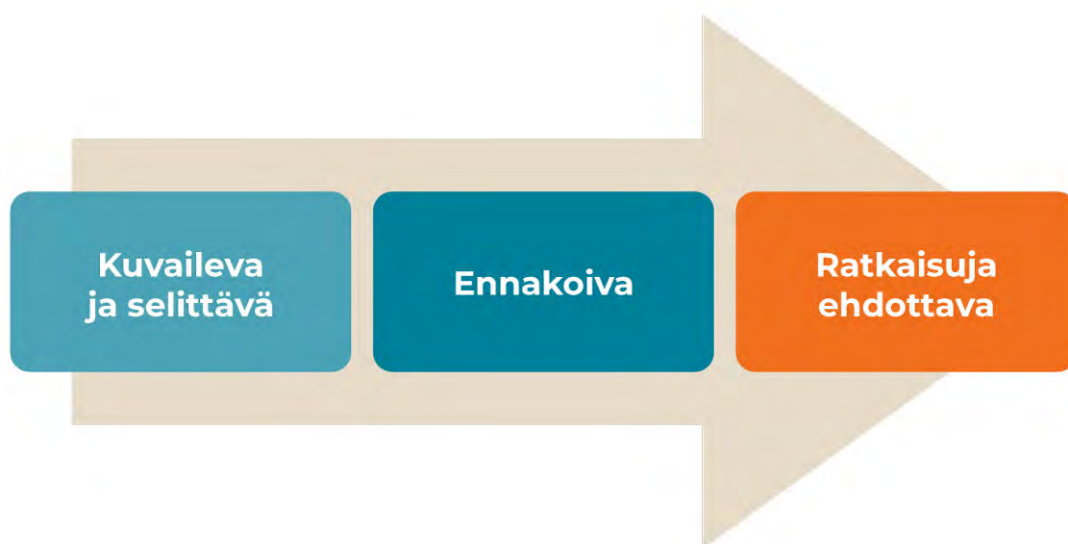 Kuvaileva
ja selittävä
Ennakoiva
Ratkaisuja
ehdottava